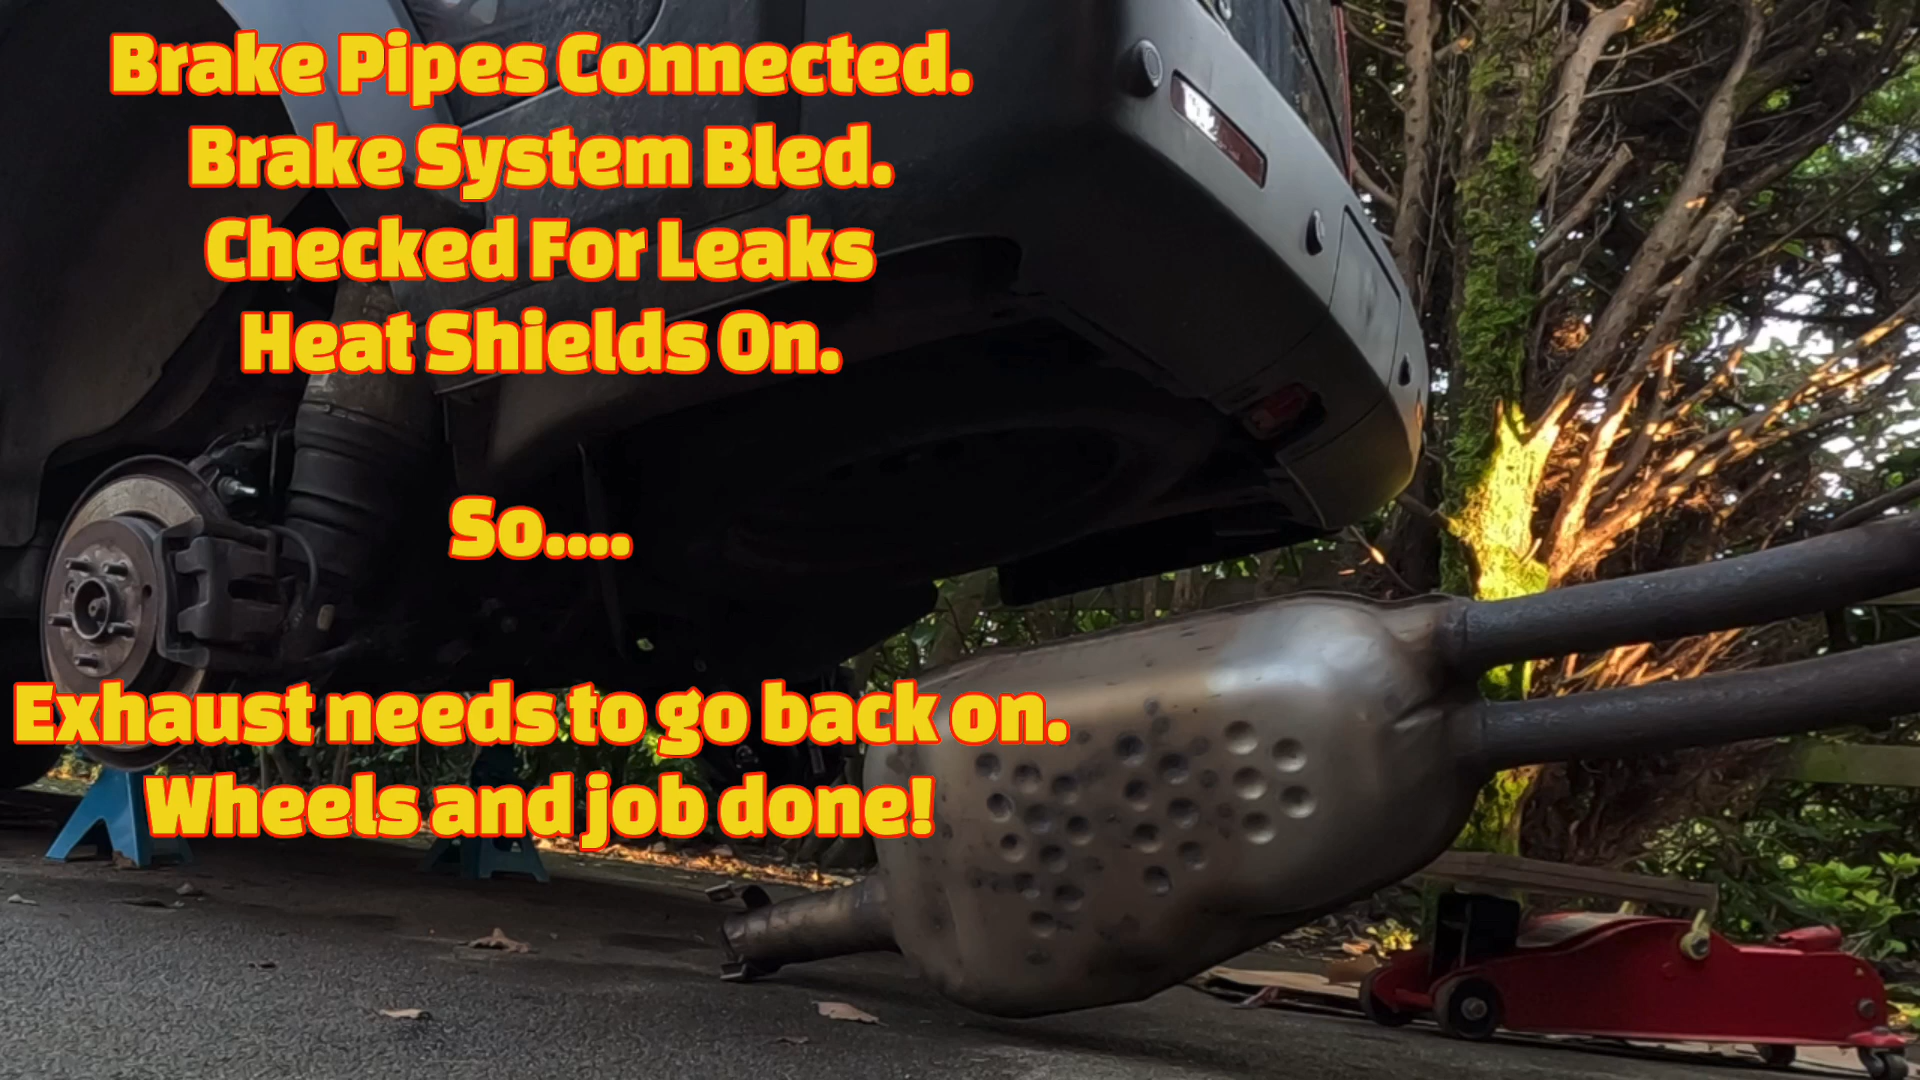 Brake Pipes Connected.
Brake System Bled.
Checked For Leaks
Heat Shields On.
So....
Exhaust needs to go back on.
Wheels and job done!